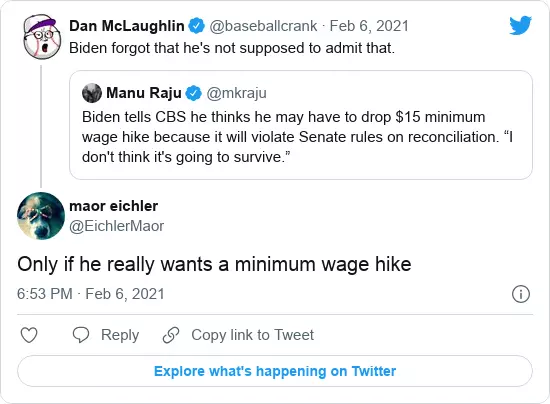 Dan McLaughlin @baseballcrank · Feb 6, 2021
Biden forgot that he's not supposed to admit that.
Manu Raju @mkraju
Biden tells CBS he thinks he may have to drop $15 minimum
wage hike because it will violate Senate rules on reconciliation. “I
don't think it's going to survive.”
maor eichler
@EichlerMaor
Only if he really wants a minimum wage hike
6:53 PM · Feb 6, 2021
Reply
Copy link to Tweet
Explore what's happening on Twitter